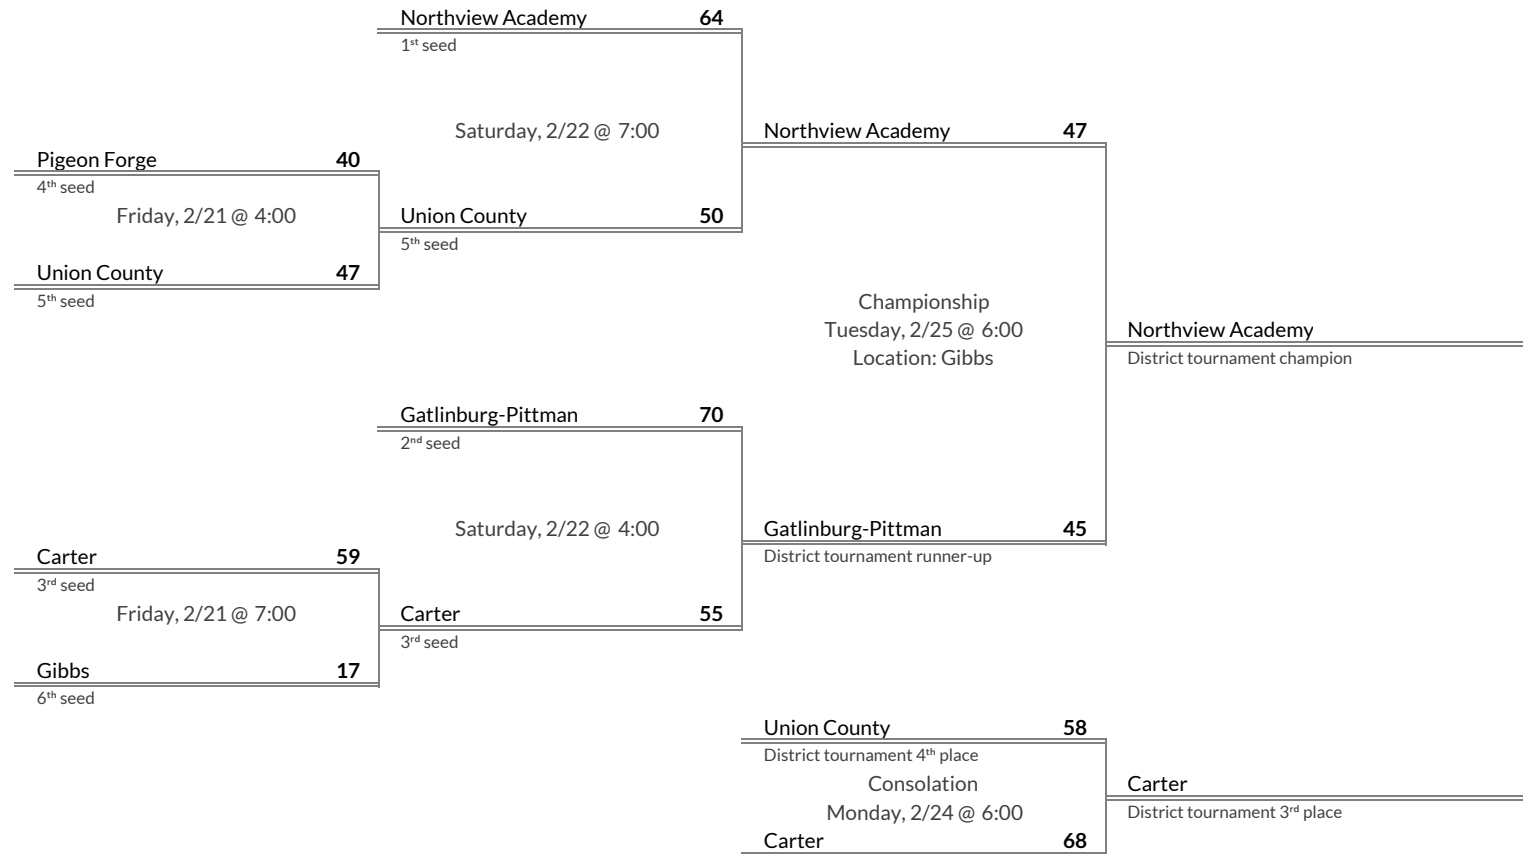 Northview Academy 64
1st seed
Saturday, 2/22 @ 7:00
Northview Academy 47
Pigeon Forge 40
4th seed
Friday, 2/21 @ 4:00
Union County 50
5th seed
Union County 47
5th seed
Championship
Tuesday, 2/25 @ 6:00
Location: Gibbs
Northview Academy
District tournament champion
Gatlinburg-Pittman 70
2nd seed
Saturday, 2/22 @ 4:00
Gatlinburg-Pittman 45
District tournament runner-up
Carter 59
3rd seed
Friday, 2/21 @ 7:00
Carter 55
3rd seed
Gibbs 17
6th seed
Union County 58
District tournament 4th place
Consolation
Monday, 2/24 @ 6:00
Carter
District tournament 3rd place
Carter 68